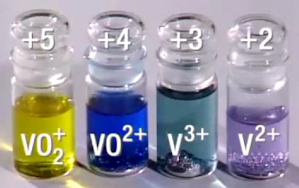 +5 +4 +3 +2
VO₂⁺ VO²⁺ V³⁺ V²⁺